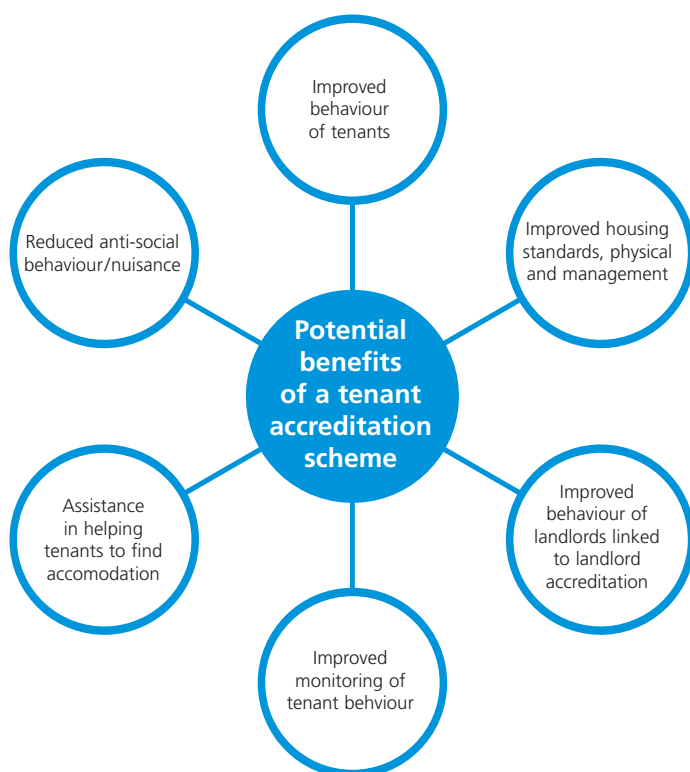 Improved
behaviour
of tenants
Reduced anti-social
behaviour/nuisance
Improved housing
standards, physical
and management
Potential
benefits
of a tenant
accreditation
scheme
Assistance
in helping
tenants to find
accomodation
Improved
behaviour of
landlords linked
to landlord
accreditation
Improved
monitoring of
tenant behviour